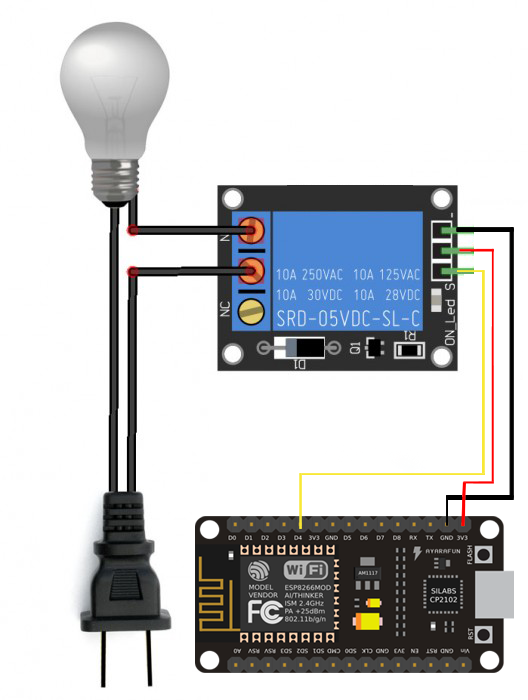 N
10A 250VAC 10A 125VAC
10A 30VDC 10A 28VDC
SRD-05VDC-SL-C
NC
-
S
ON_Led
D1
Q1
R1
D0 D1 D2 D3 D4 3V3 GND D5 D6 D7 D8 RX TX GND 3V3
MODEL
VENDOR
Wi Fi
ESP8266MOD
AI/THINKER
ISM 2.4GHz
PA +25dBm
802.11b/g/n
FC
AM1117
AYARAFUN
SILABS
CP2102
FLASH
RST
A0 RSV RSV SD3 SD2 SD1 CMD SD0 CLK GND 3V3 EN RST GND Vin